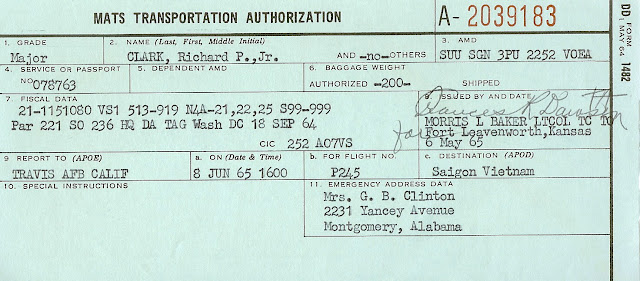 MATS TRANSPORTATION AUTHORIZATION
A- 2039183
DD FORM 1482
1 MAY 64
1. GRADE
Major
2. NAME (Last, First, Middle Initial)
CLARK, Richard P.,Jr. AND -no- OTHERS
3. AMD
SUU SGN 3PU 2252 VOEA
4. SERVICE OR PASSPORT NO
078763
5. DEPENDENT AMD
6. BAGGAGE WEIGHT
AUTHORIZED -200- SHIPPED
7. FISCAL DATA
21-1151080 VS1 513-919 N4A-21,22,25 S99-999
Par 221 SO 236 HQ DA TAG Wash DC 18 SEP 64
CIC 252 A07VS
8. ISSUED BY AND DATE
for
MORRIS L BAKER LTCOL TC TO
Fort Leavenworth,Kansas
6 May 65
9 REPORT TO (APOE)
TRAVIS AFB CALIF
a. ON (Date & Time)
8 JUN 65 1600
b. FOR FLIGHT NO.
P245
c. DESTINATION (APOD)
Saigon Vietnam
10. SPECIAL INSTRUCTIONS
11. EMERGENCY ADDRESS DATA
Mrs. G. B. Clinton
2231 Yancey Avenue
Montgomery, Alabama